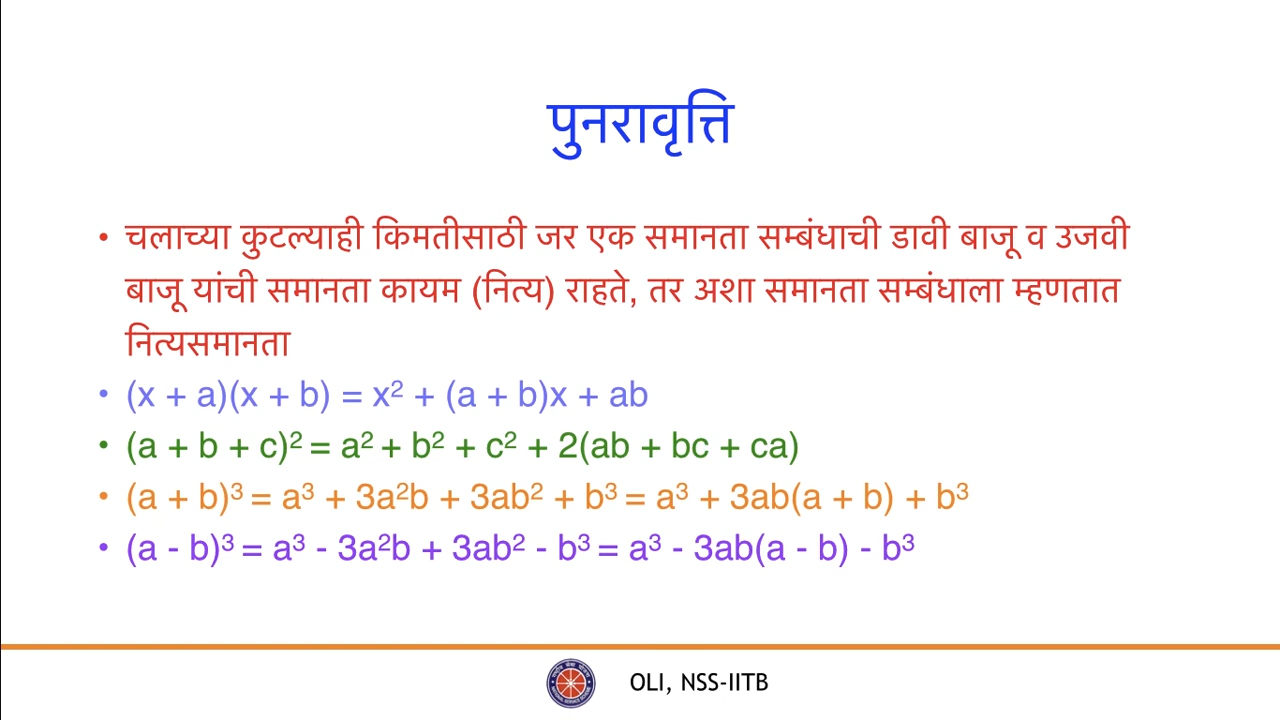 पुनरावृत्ति
• चलाच्या कुटल्याही किमतीसाठी जर एक समानता सम्बंधाची डावी बाजू व उजवी
बाजू यांची समानता कायम (नित्य) राहते, तर अशा समानता सम्बंधाला म्हणतात
नित्यसमानता
• (x + a)(x + b) = x² + (a + b)x + ab
• (a + b + c)² = a² + b² + c² + 2(ab + bc + ca)
• (a + b)³ = a³ + 3a²b + 3ab² + b³ = a³ + 3ab(a + b) + b³
• (a - b)³ = a³ - 3a²b + 3ab² - b³ = a³ - 3ab(a - b) - b³
OLI, NSS-IITB